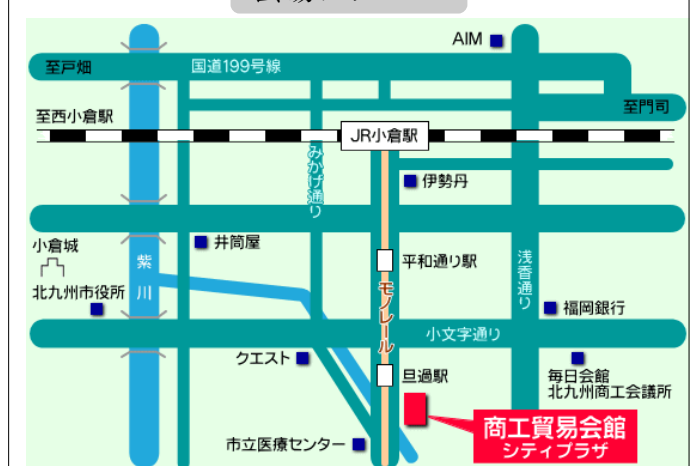 AIM
至戸畑
国道199号線
至門司
至西小倉駅
JR小倉駅
みかげ通り
伊勢丹
小倉城
井筒屋
紫川
平和通り駅
浅香通り
北九州市役所
モノレール
福岡銀行
小文字通り
クエスト
旦過駅
毎日会館
北九州商工会議所
商工貿易会館
シティプラザ
市立医療センター